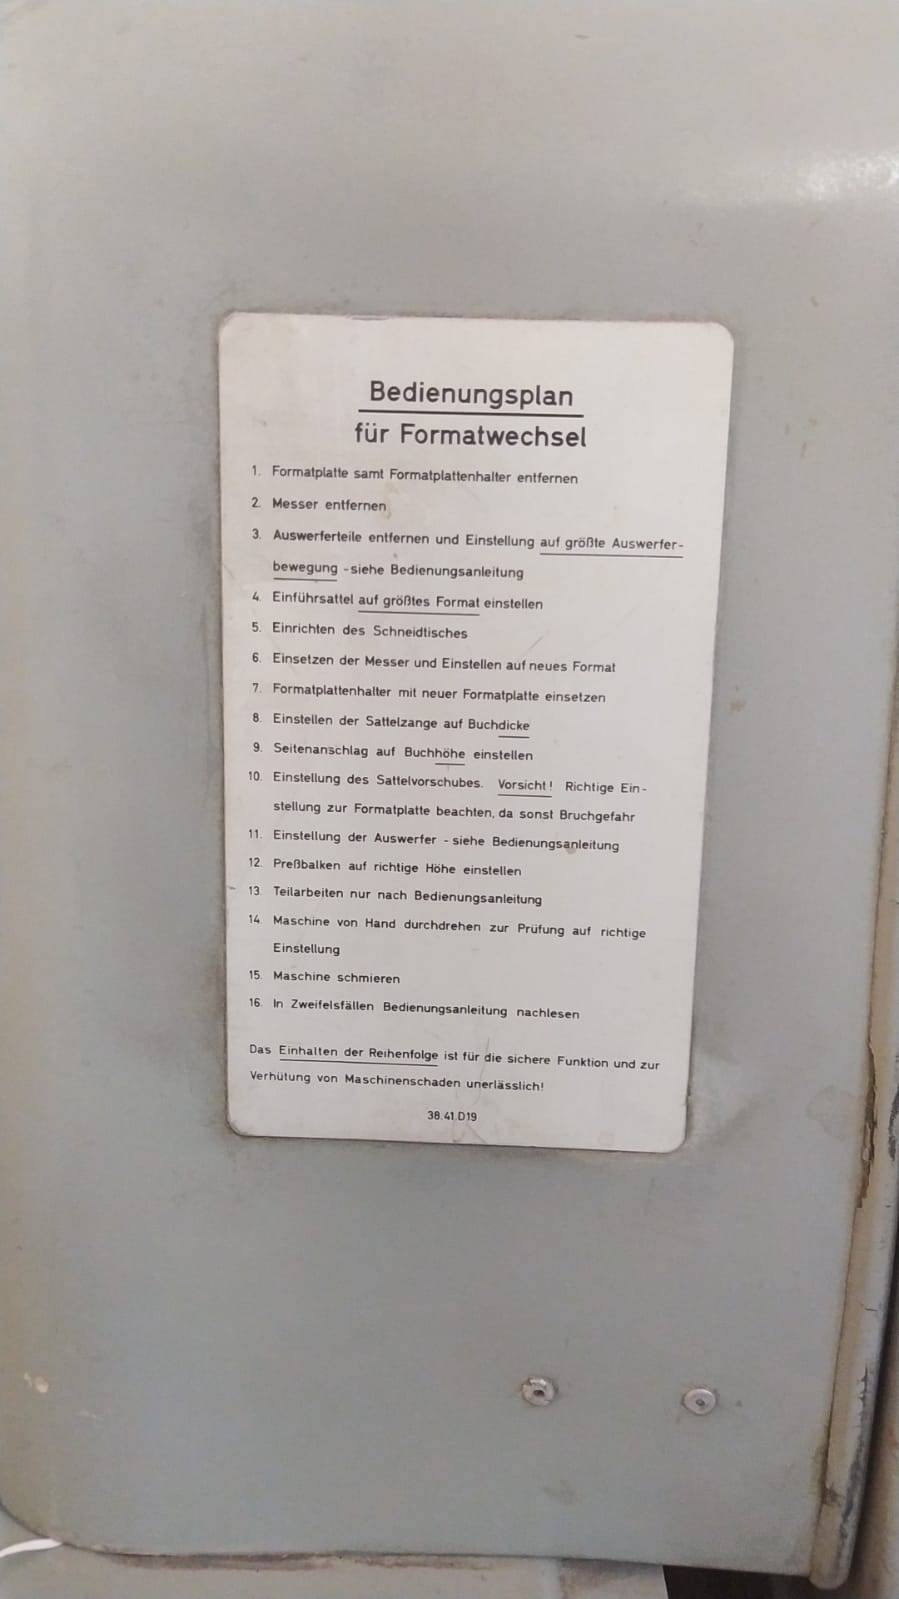 Bedienungsplan
für Formatwechsel
1. Formatplatte samt Formatplattenhalter entfernen
2. Messer entfernen
3. Auswerferteile entfernen und Einstellung auf größte Auswerfer-
bewegung - siehe Bedienungsanleitung
4. Einführsattel auf größtes Format einstellen
5. Einrichten des Schneidtisches
6. Einsetzen der Messer und Einstellen auf neues Format
7. Formatplattenhalter mit neuer Formatplatte einsetzen
8. Einstellen der Sattelzange auf Buchdicke
9. Seitenanschlag auf Buchhöhe einstellen
10. Einstellung des Sattelvorschubes. Vorsicht! Richtige Ein-
stellung zur Formatplatte beachten, da sonst Bruchgefahr
11. Einstellung der Auswerfer - siehe Bedienungsanleitung
12. Preßbalken auf richtige Höhe einstellen
13. Teilarbeiten nur nach Bedienungsanleitung
14. Maschine von Hand durchdrehen zur Prüfung auf richtige
Einstellung
15. Maschine schmieren
16. In Zweifelsfällen Bedienungsanleitung nachlesen
Das Einhalten der Reihenfolge ist für die sichere Funktion und zur
Verhütung von Maschinenschaden unerlässlich!
38.41.D19